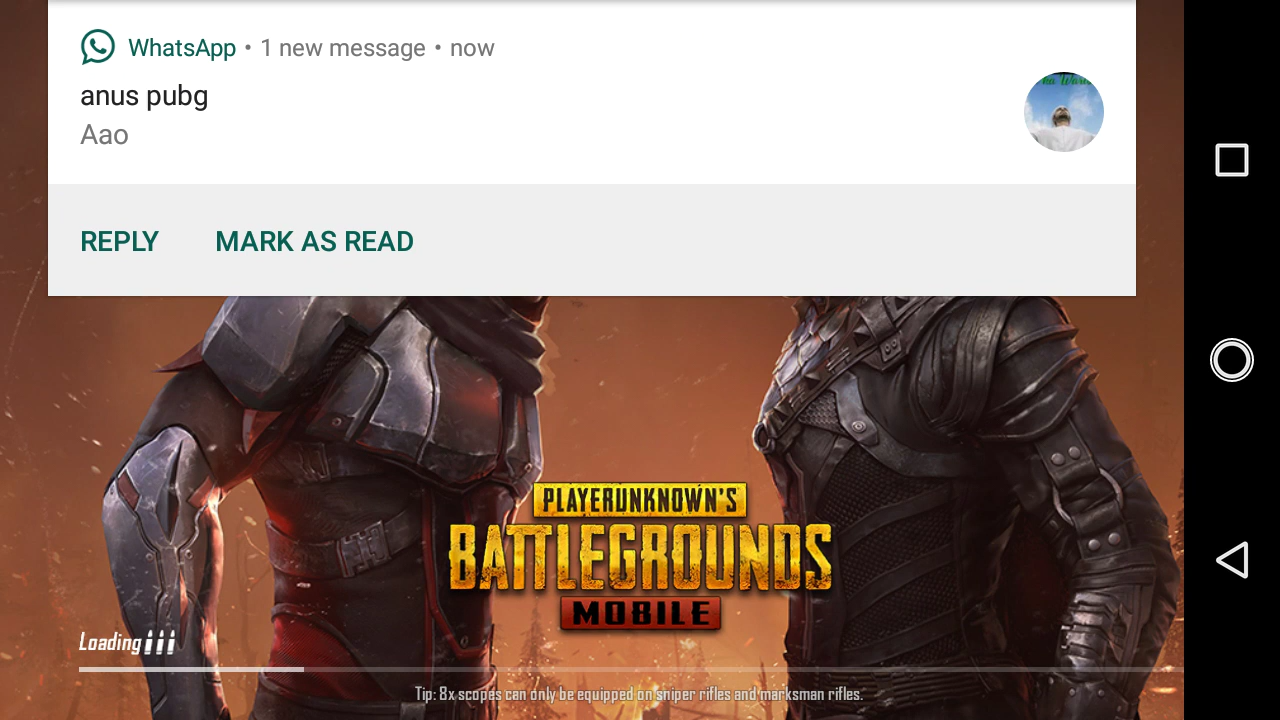 WhatsApp • 1 new message • now
anus pubg
Aao
REPLY MARK AS READ
PLAYERUNKNOWN'S
BATTLEGROUNDS
MOBILE
Loading
Tip: 8x scopes can only be equipped on sniper rifles and marksman rifles.